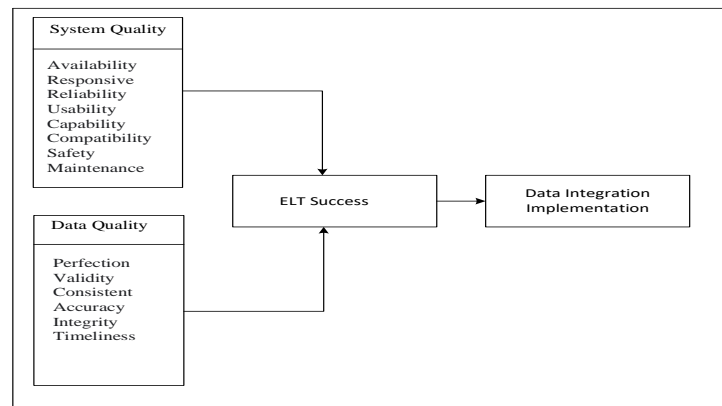 System Quality
Availability
Responsive
Reliability
Usability
Capability
Compatibility
Safety
Maintenance
ELT Success
Data Integration
Implementation
Data Quality
Perfection
Validity
Consistent
Accuracy
Integrity
Timeliness